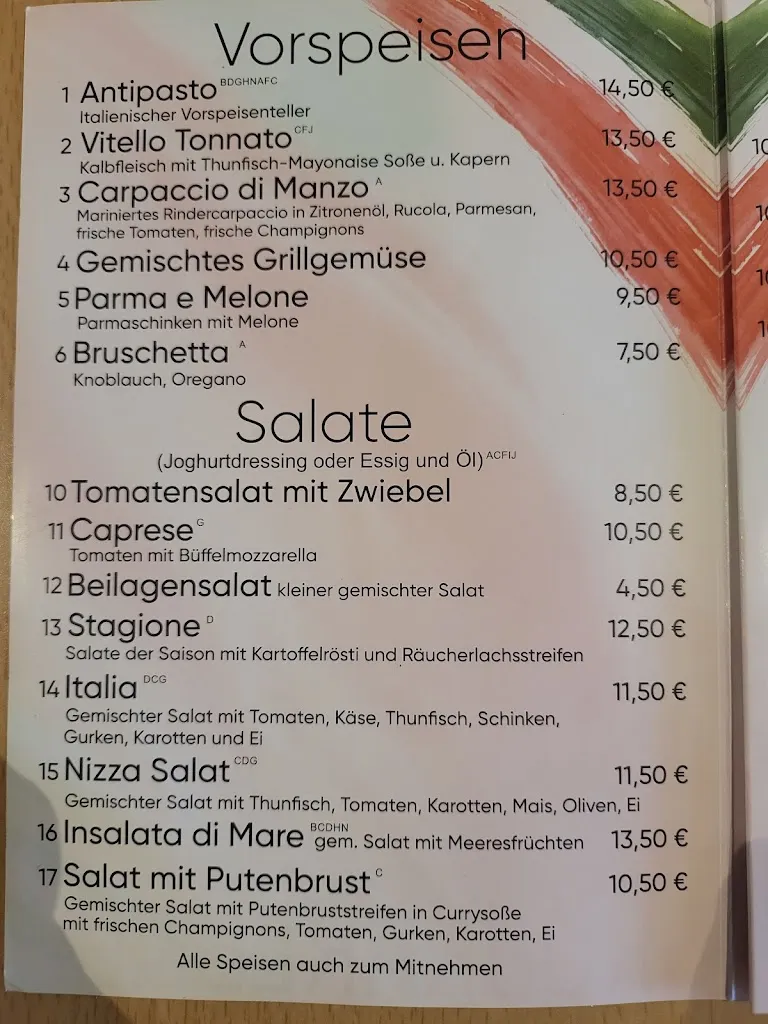 Vorspeisen
1 Antipasto BDGHNAFC 14,50 €
Italienischer Vorspeisenteller
2 Vitello Tonnato CFJ 13,50 €
Kalbfleisch mit Thunfisch-Mayonaise Soße u. Kapern
3 Carpaccio di Manzo A 13,50 €
Mariniertes Rindercarpaccio in Zitronenöl, Rucola, Parmesan,
frische Tomaten, frische Champignons
4 Gemischtes Grillgemüse 10,50 €
5 Parma e Melone 9,50 €
Parmaschinken mit Melone
6 Bruschetta A 7,50 €
Knoblauch, Oregano
Salate
(Joghurtdressing oder Essig und Öl) ACFIJ
10 Tomatensalat mit Zwiebel 8,50 €
11 Caprese G 10,50 €
Tomaten mit Büffelmozzarella
12 Beilagensalat kleiner gemischter Salat 4,50 €
13 Stagione D 12,50 €
Salate der Saison mit Kartoffelrösti und Räucherlachsstreifen
14 Italia DCG 11,50 €
Gemischter Salat mit Tomaten, Käse, Thunfisch, Schinken,
Gurken, Karotten und Ei
15 Nizza Salat CDG 11,50 €
Gemischter Salat mit Thunfisch, Tomaten, Karotten, Mais, Oliven, Ei
16 Insalata di Mare BCDHN gem. Salat mit Meeresfrüchten 13,50 €
17 Salat mit Putenbrust C 10,50 €
Gemischter Salat mit Putenbruststreifen in Currysoße
mit frischen Champignons, Tomaten, Gurken, Karotten, Ei
Alle Speisen auch zum Mitnehmen